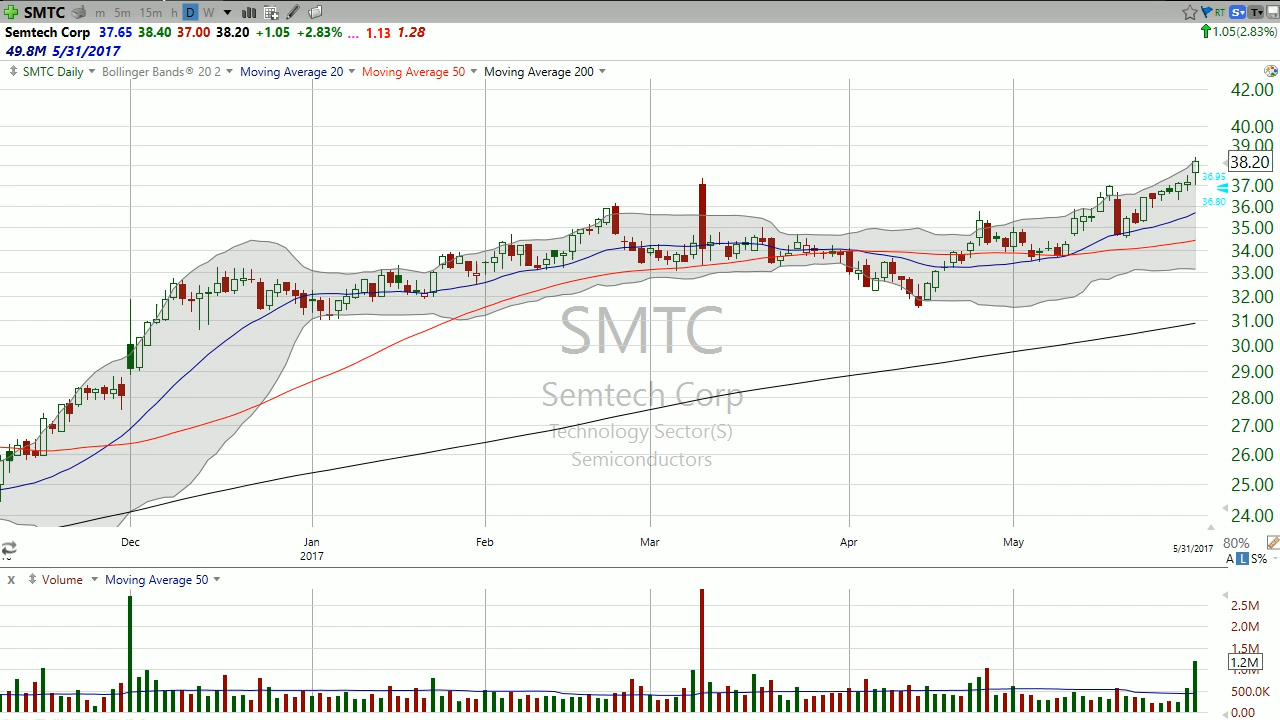 SMTC m 5m 15m h D W RT S T
Semtech Corp 37.65 38.40 37.00 38.20 +1.05 +2.83% ... 1.13 1.28
1.05(2.83%)
49.8M 5/31/2017
SMTC Daily Bollinger Bands® 20 2 Moving Average 20 Moving Average 50 Moving Average 200
42.00
40.00
39.00
38.20
37.00
36.95
36.80
36.00
35.00
34.00
33.00
32.00
31.00
30.00
29.00
28.00
27.00
26.00
25.00
24.00
SMTC
Semtech Corp
Technology Sector(S)
Semiconductors
Dec Jan Feb Mar Apr May
2017
5/31/2017
80%
A L S%
x Volume Moving Average 50
2.5M
2.0M
1.5M
1.2M
500.0K
0.00